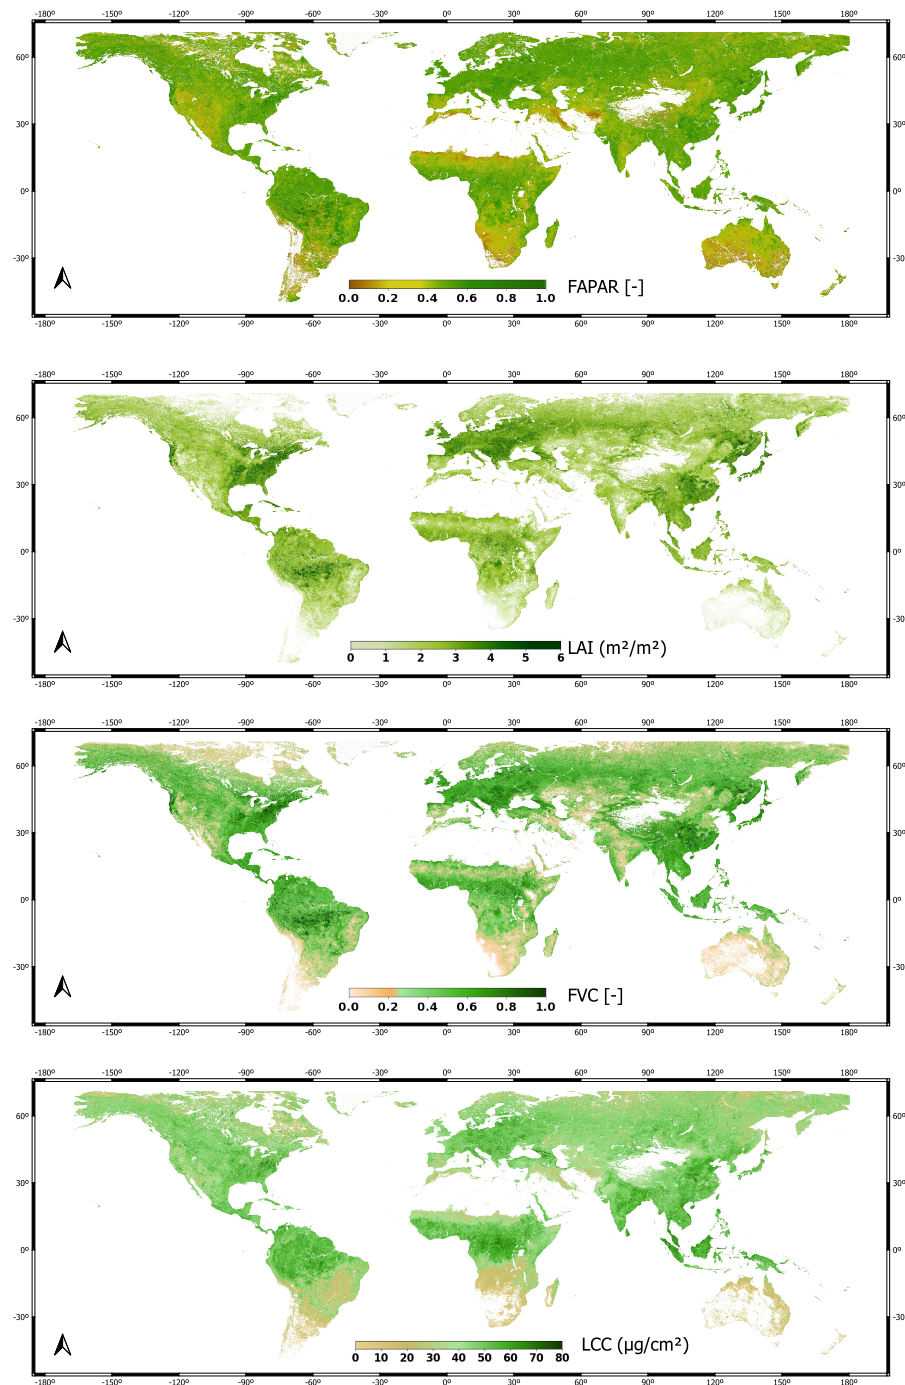 -180º -150º -120º -90º -60º -30º 0º 30º 60º 90º 120º 150º 180º
60º 60º
30º 30º
0º 0º
-30º -30
0.0 0.2 0.4 0.6 0.8 1.0 FAPAR [-]
-180º -150º -120º -90º -60º -30º 0º 30º 60º 90º 120º 150º 180º
-180º -150º -120º -90º -60º -30º 0º 30º 60º 90º 120º 150º 180º
60º 60º
30º 30º
0º 0º
-30º -30
0 1 2 3 4 5 6 LAI (m²/m²)
-180º -150º -120º -90º -60º -30º 0º 30º 60º 90º 120º 150º 180º
-180º -150º -120º -90º -60º -30º 0º 30º 60º 90º 120º 150º 180º
60º 60º
30º 30º
0º 0º
-30º -30
0.0 0.2 0.4 0.6 0.8 1.0 FVC [-]
-180º -150º -120º -90º -60º -30º 0º 30º 60º 90º 120º 150º 180º
-180º -150º -120º -90º -60º -30º 0º 30º 60º 90º 120º 150º 180º
60º 60º
30º 30º
0º 0º
-30º -30
0 10 20 30 40 50 60 70 80 LCC (µg/cm²)
-180º -150º -120º -90º -60º -30º 0º 30º 60º 90º 120º 150º 180º